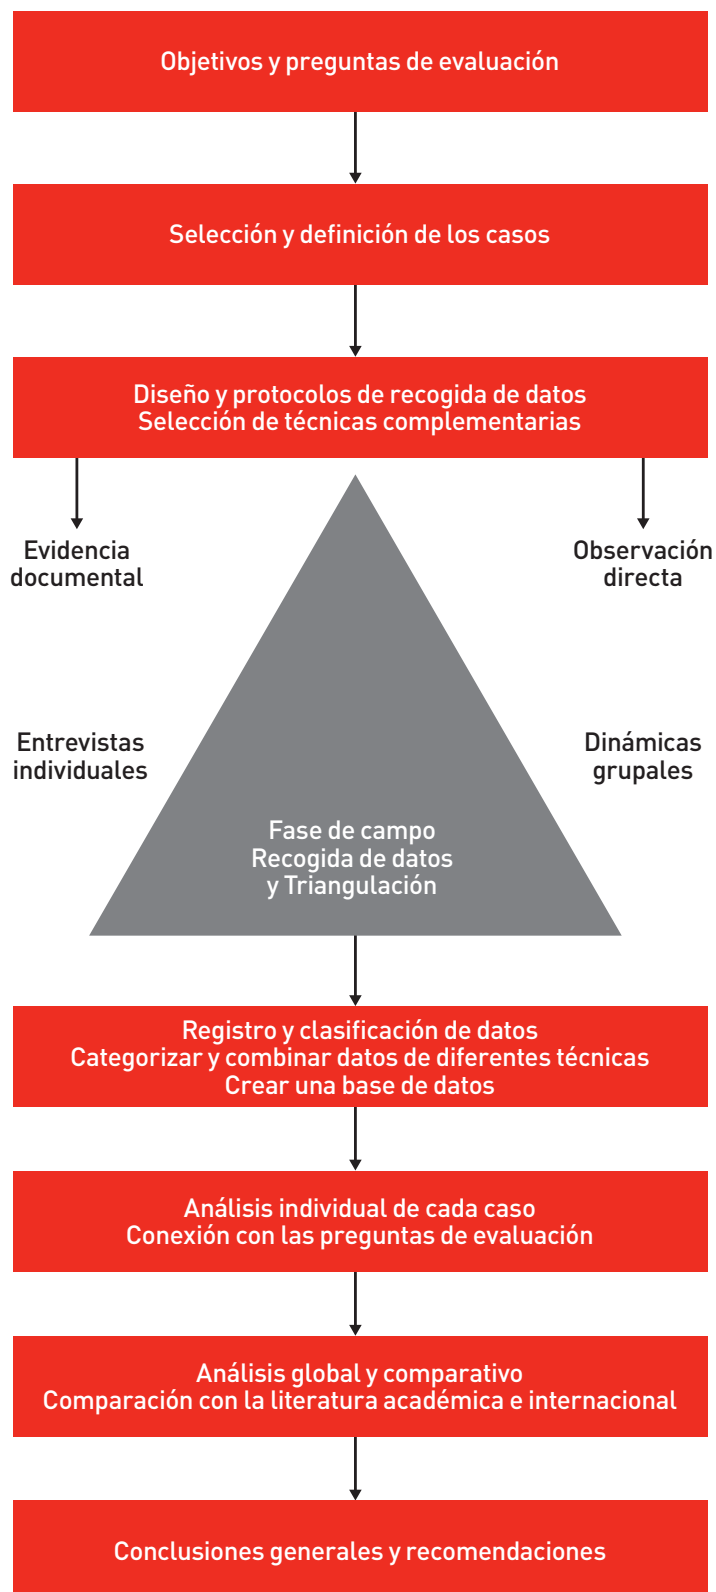 Objetivos y preguntas de evaluación
Selección y definición de los casos
Diseño y protocolos de recogida de datos
Selección de técnicas complementarias
Evidencia
documental
Observación
directa
Entrevistas
individuales
Dinámicas
grupales
Fase de campo
Recogida de datos
y Triangulación
Registro y clasificación de datos
Categorizar y combinar datos de diferentes técnicas
Crear una base de datos
Análisis individual de cada caso
Conexión con las preguntas de evaluación
Análisis global y comparativo
Comparación con la literatura académica e internacional
Conclusiones generales y recomendaciones